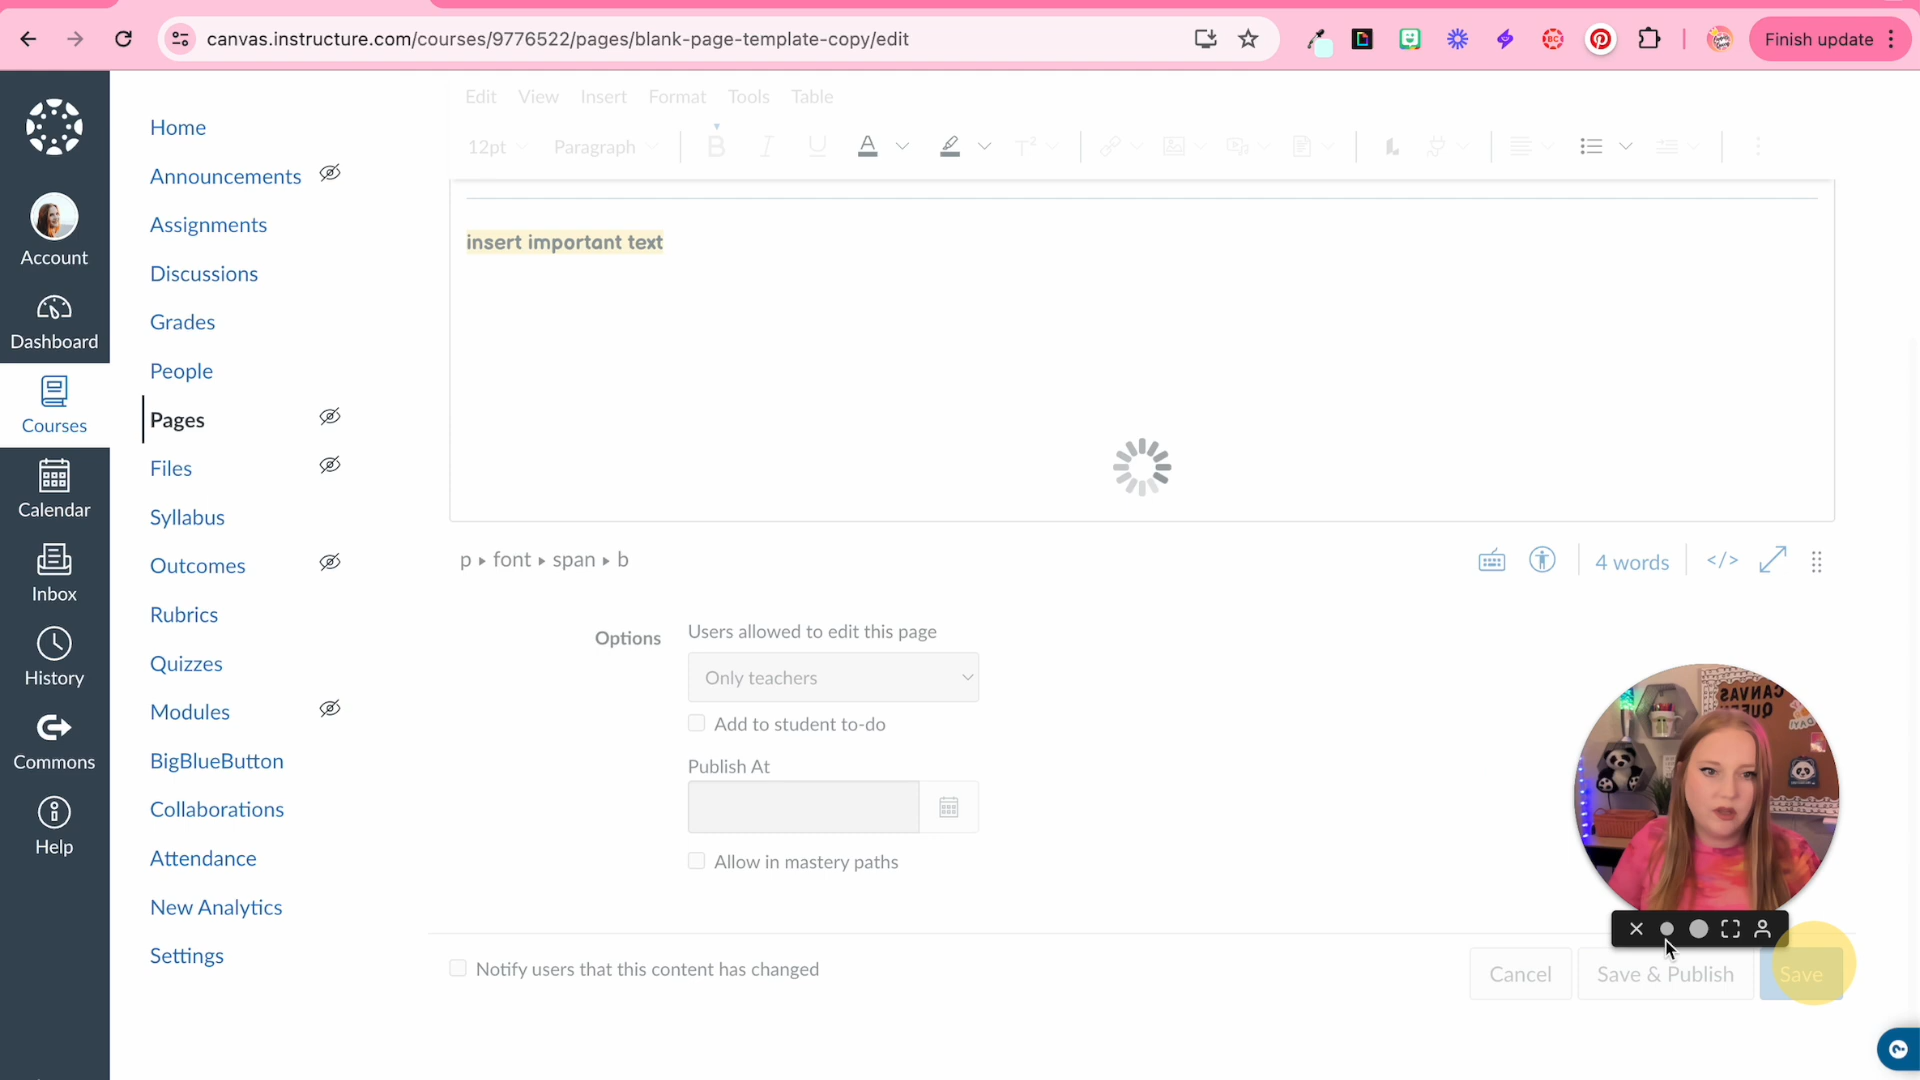 canvas.instructure.com/courses/9776522/pages/blank-page-template-copy/edit
Finish update
Edit View Insert Format Tools Table
12pt Paragraph
insert important text
p ▸ font ▸ span ▸ b
4 words
</>
Options
Users allowed to edit this page
Only teachers
Add to student to-do
Publish At
Allow in mastery paths
Notify users that this content has changed
Cancel
Save & Publish
Save
Account
Dashboard
Courses
Calendar
Inbox
History
Commons
Help
Home
Announcements
Assignments
Discussions
Grades
People
Pages
Files
Syllabus
Outcomes
Rubrics
Quizzes
Modules
BigBlueButton
Collaborations
Attendance
New Analytics
Settings
CANVAS